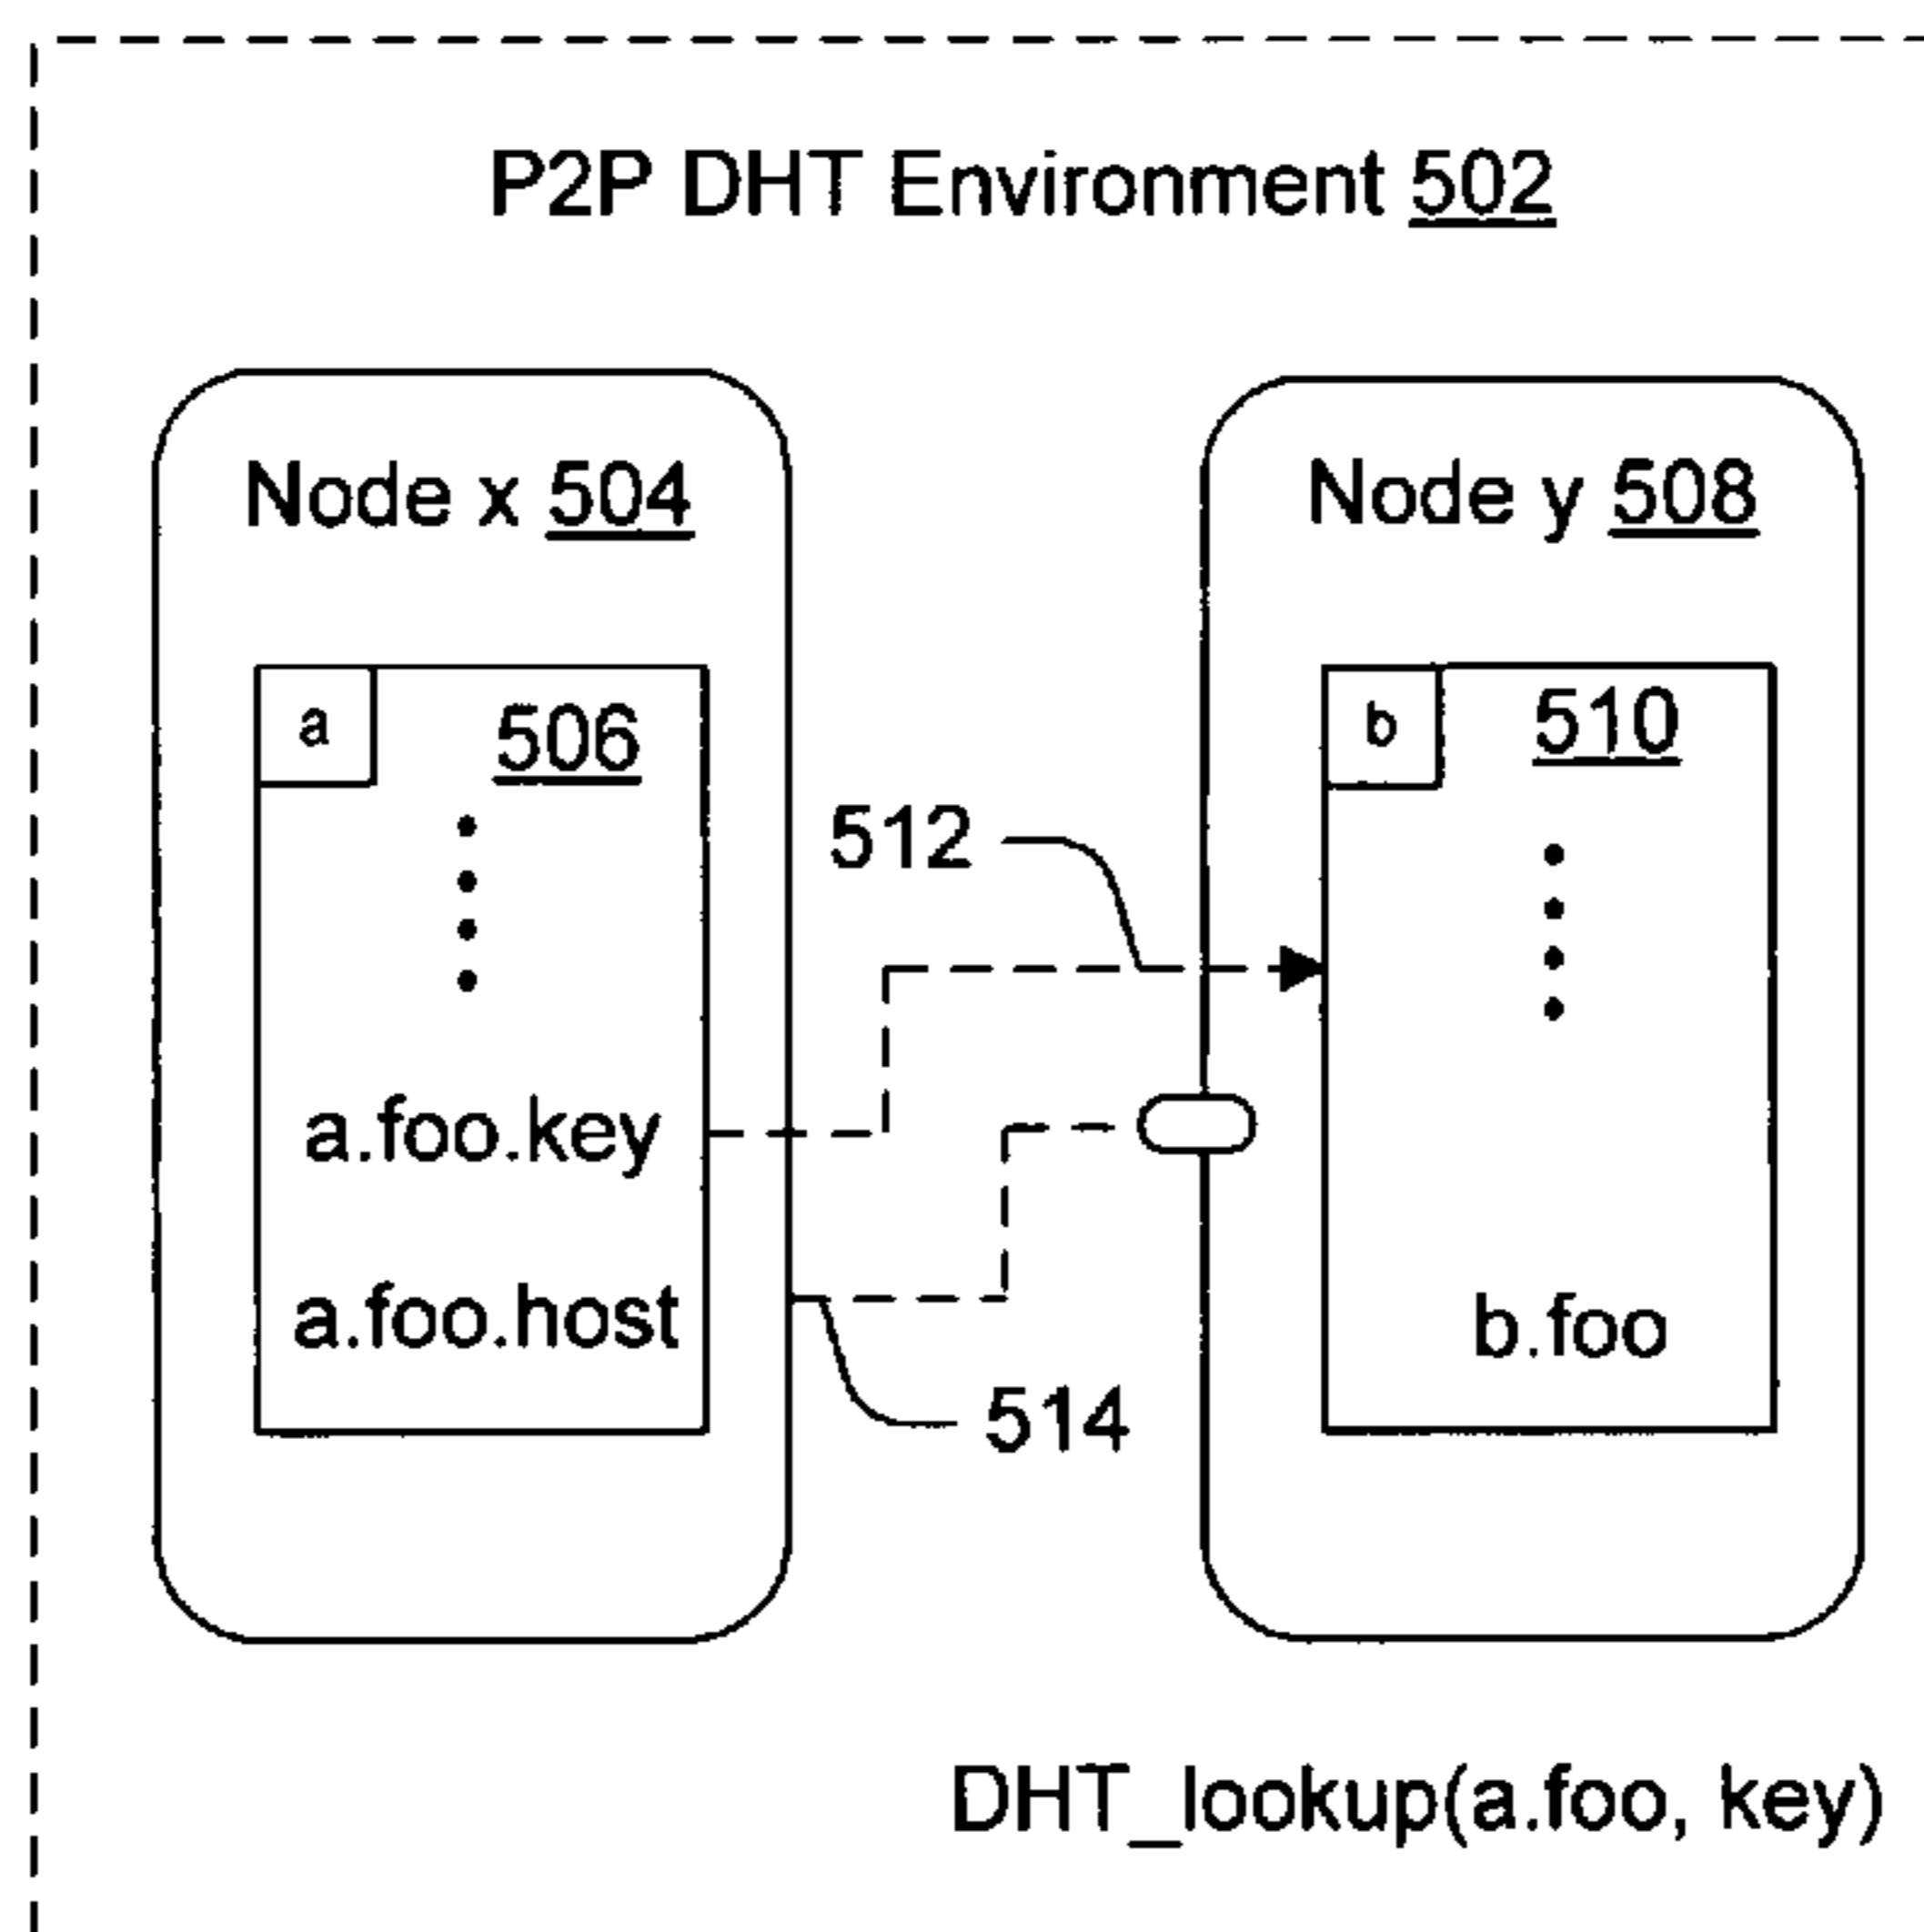 P2P DHT Environment 502
Node x 504
Node y 508
a
506
b
510
512
a.foo.key
a.foo.host
b.foo
514
DHT_lookup(a.foo, key)